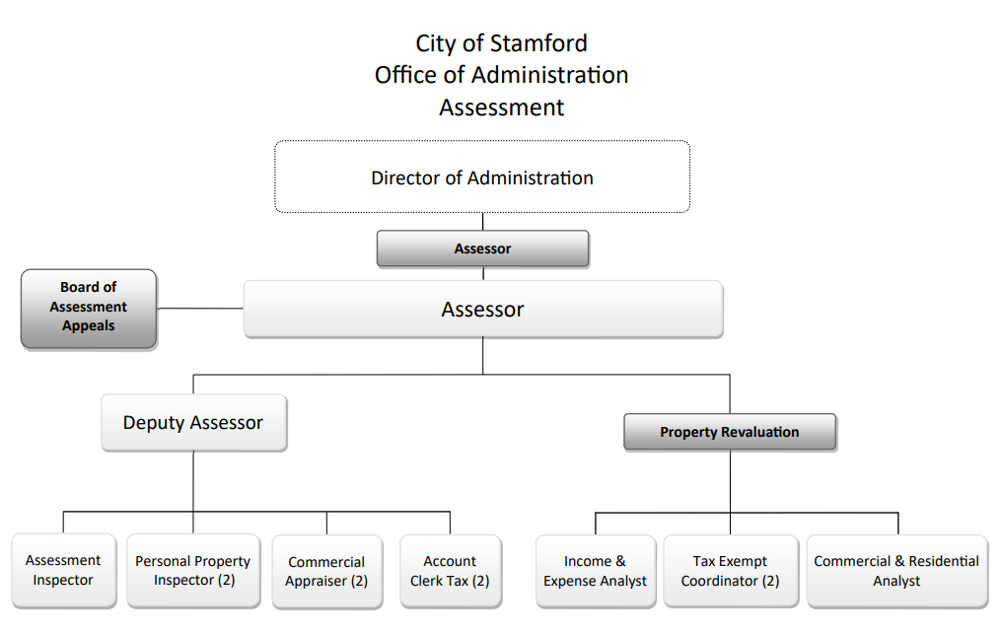 City of Stamford
Office of Administration
Assessment
Director of Administration
Assessor
Board of
Assessment
Appeals
Assessor
Deputy Assessor
Property Revaluation
Assessment
Inspector
Personal Property
Inspector (2)
Commercial
Appraiser (2)
Account
Clerk Tax (2)
Income &
Expense Analyst
Tax Exempt
Coordinator (2)
Commercial & Residential
Analyst